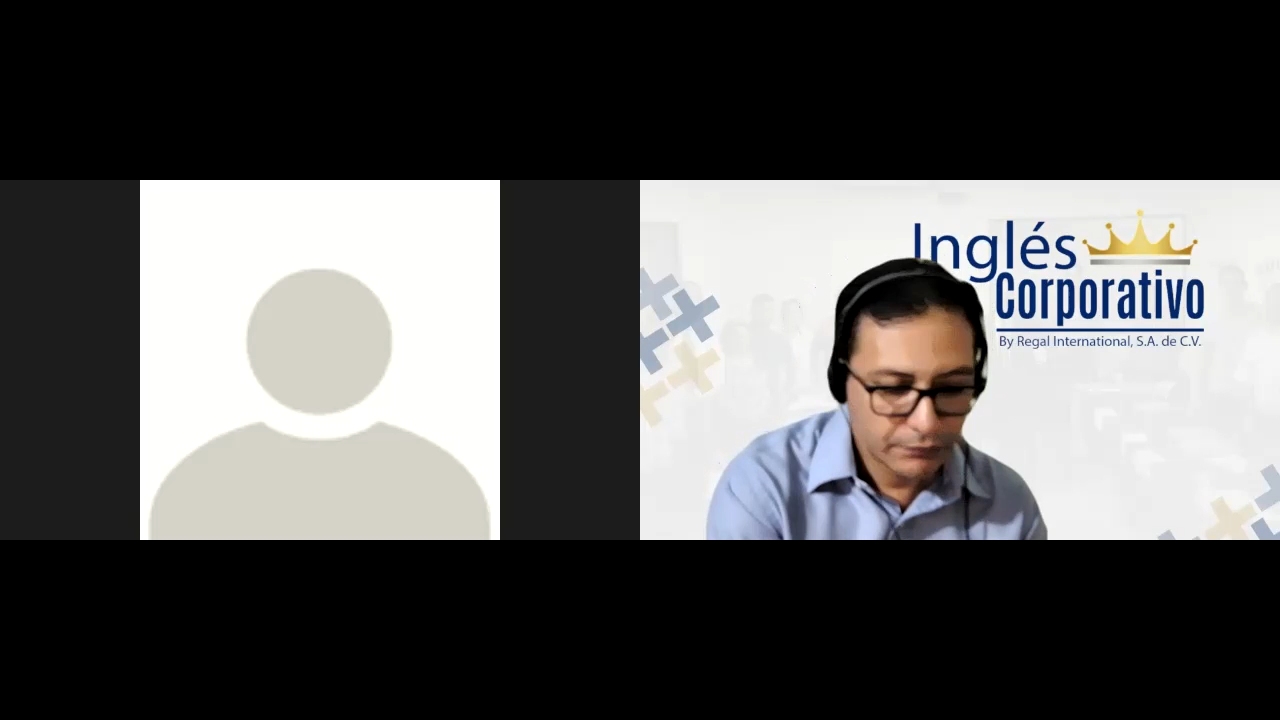 Inglés
Corporativo
By Regal International, S.A. de C.V.